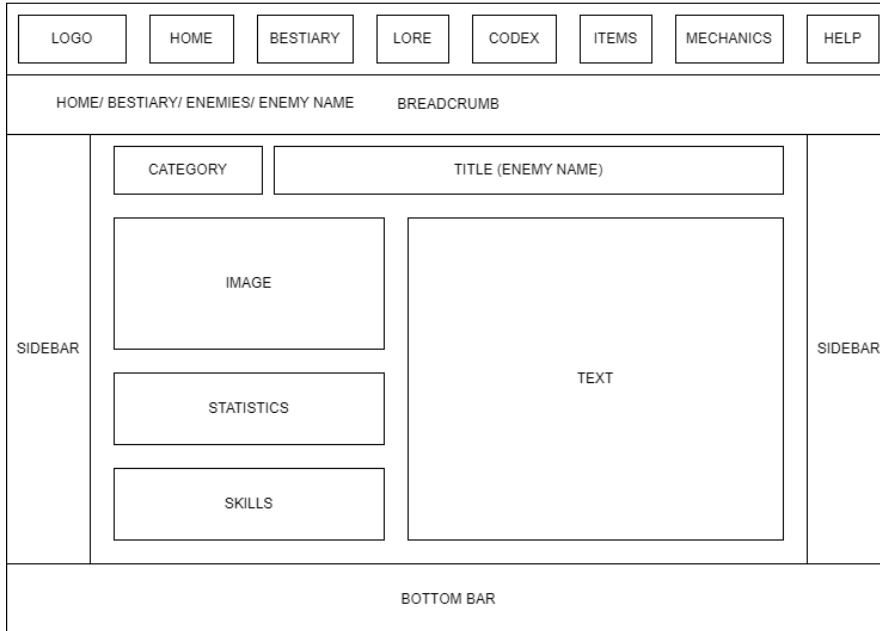 LOGO
HOME
BESTIARY
LORE
CODEX
ITEMS
MECHANICS
HELP
HOME/ BESTIARY/ ENEMIES/ ENEMY NAME
BREADCRUMB
CATEGORY
TITLE (ENEMY NAME)
SIDEBAR
IMAGE
STATISTICS
SKILLS
TEXT
SIDEBAR
BOTTOM BAR